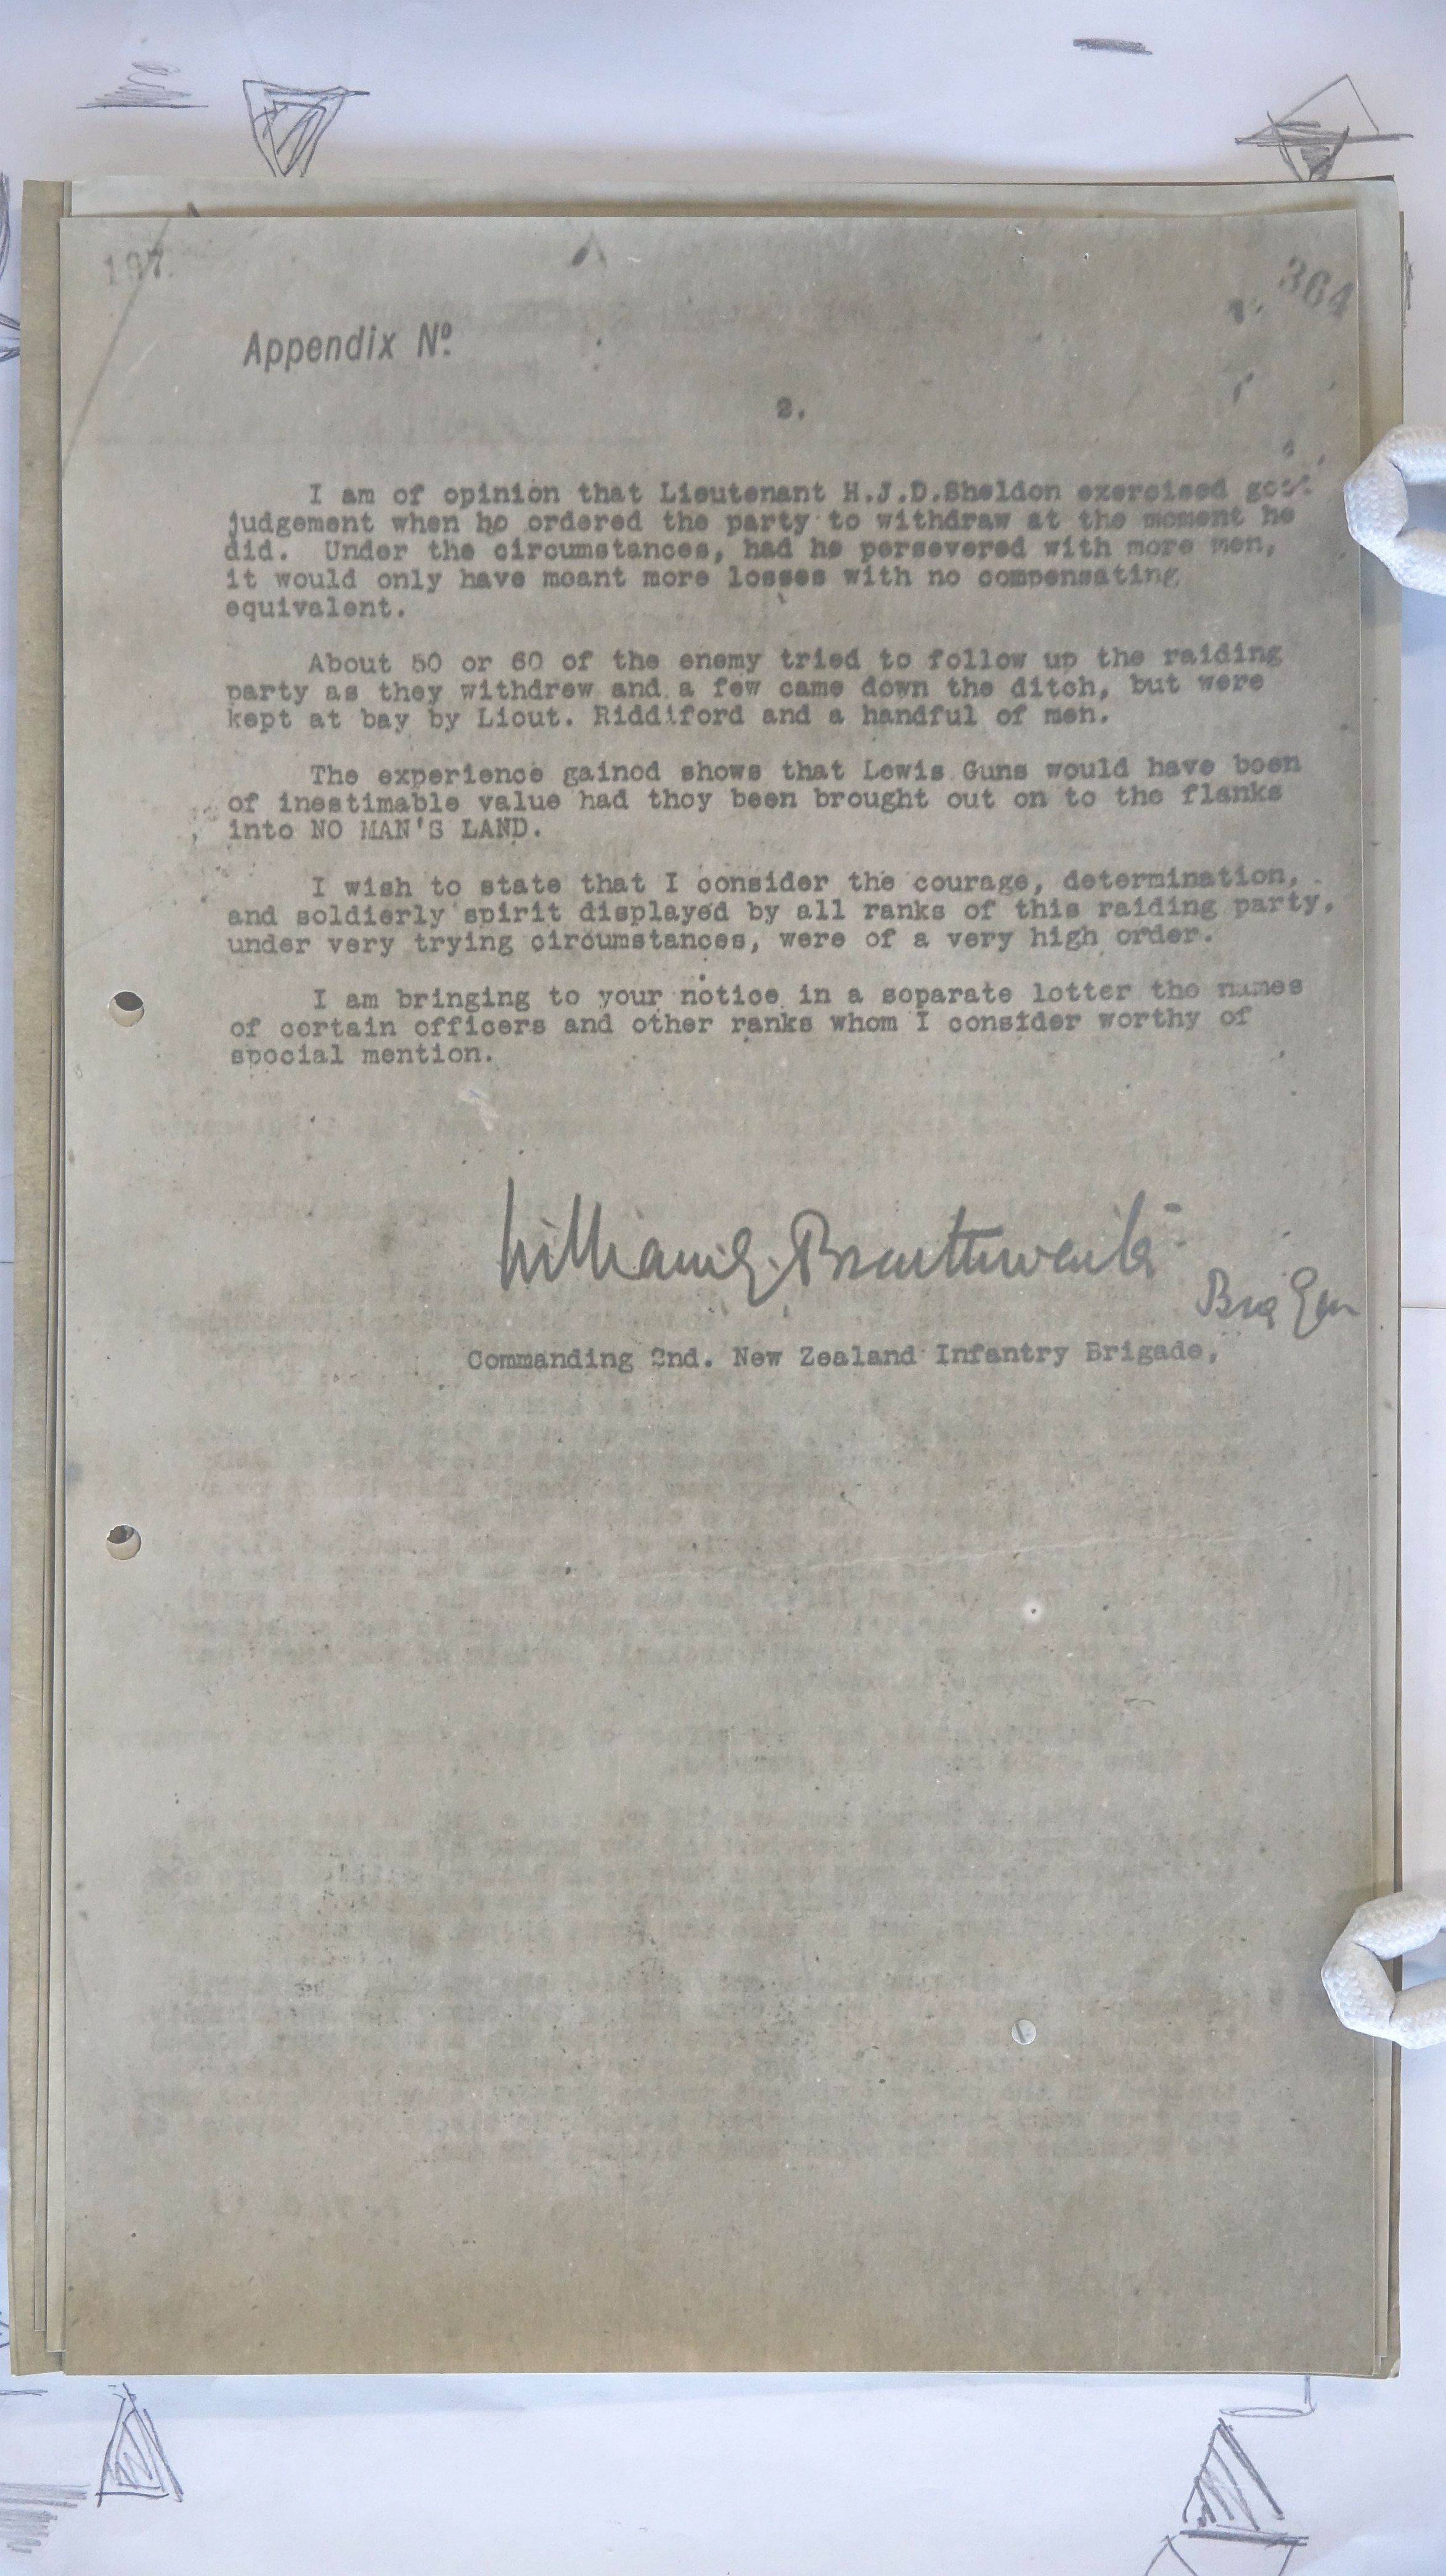 197.
364
Appendix Nº.
2.
I am of opinion that Lieutenant H.J.D.Sheldon exercised good
judgement when he ordered the party to withdraw at the moment he
did. Under the circumstances, had he persevered with more men,
it would only have meant more losses with no compensating
equivalent.
About 50 or 60 of the enemy tried to follow up the raiding
party as they withdrew and a few came down the ditch, but were
kept at bay by Lieut. Riddiford and a handful of men.
The experience gained shows that Lewis Guns would have been
of inestimable value had they been brought out on to the flanks
into NO MAN'S LAND.
I wish to state that I consider the courage, determination,
and soldierly spirit displayed by all ranks of this raiding party,
under very trying circumstances, were of a very high order.
I am bringing to your notice in a separate letter the names
of certain officers and other ranks whom I consider worthy of
special mention.
William G. Braithwaite
Brig Gen
Commanding 2nd. New Zealand Infantry Brigade,